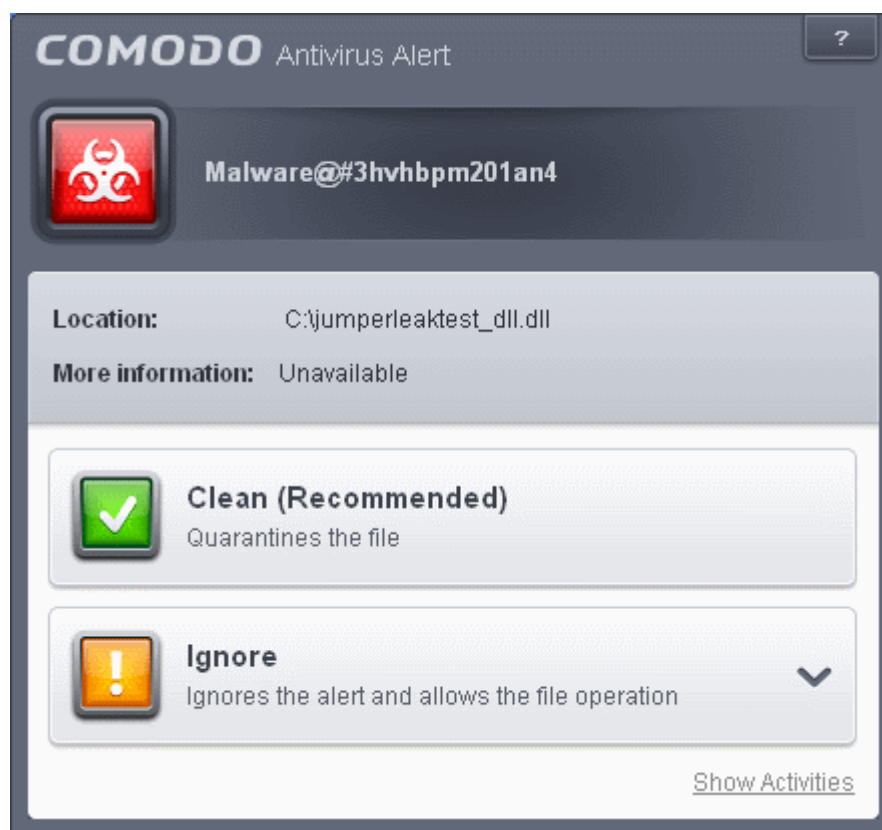 COMODO Antivirus Alert
?
Malware@#3hvhbpm201an4
Location: C:\jumperleaktest_dll.dll
More information: Unavailable
Clean (Recommended)
Quarantines the file
Ignore
Ignores the alert and allows the file operation
Show Activities